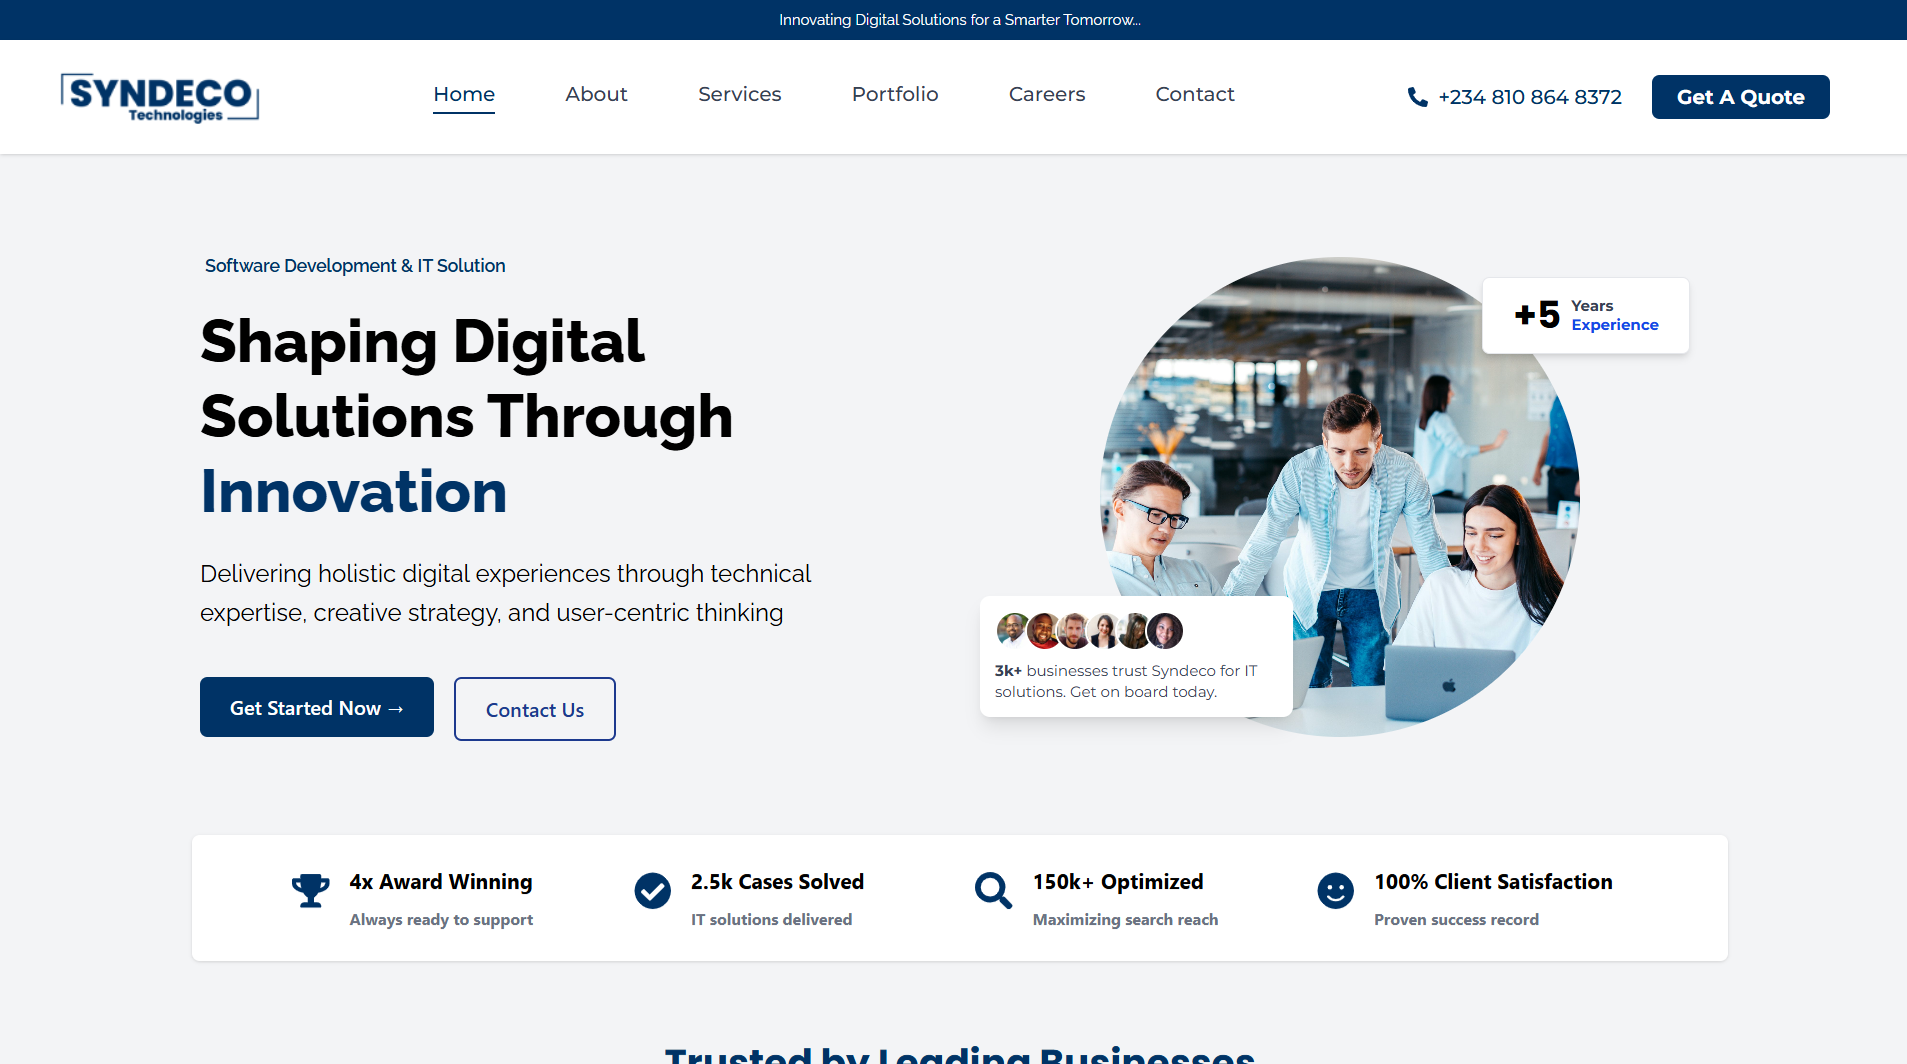 Innovating Digital Solutions for a Smarter Tomorrow...
SYNDECO
Technologies
Home
About
Services
Portfolio
Careers
Contact
+234 810 864 8372
Get A Quote
Software Development & IT Solution
Shaping Digital
Solutions Through
Innovation
Delivering holistic digital experiences through technical
expertise, creative strategy, and user-centric thinking
Get Started Now →
Contact Us
+5
Years
Experience
3k+ businesses trust Syndeco for IT
solutions. Get on board today.
4x Award Winning
Always ready to support
2.5k Cases Solved
IT solutions delivered
150k+ Optimized
Maximizing search reach
100% Client Satisfaction
Proven success record
Trusted by Leading Businesses